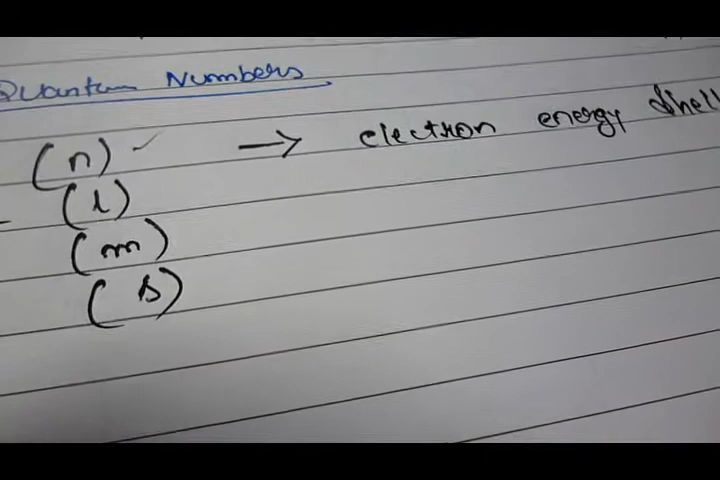 Quantum Numbers
(n) ✓ → electron energy shell
(l)
(m)
(s)